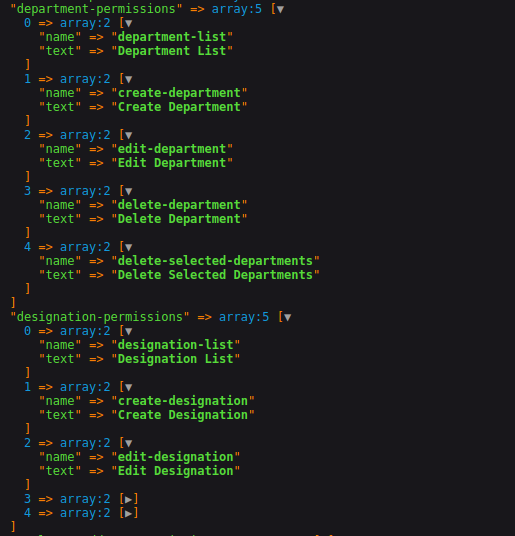 "department-permissions" => array:5 [▼
0 => array:2 [▼
"name" => "department-list"
"text" => "Department List"
]
1 => array:2 [▼
"name" => "create-department"
"text" => "Create Department"
]
2 => array:2 [▼
"name" => "edit-department"
"text" => "Edit Department"
]
3 => array:2 [▼
"name" => "delete-department"
"text" => "Delete Department"
]
4 => array:2 [▼
"name" => "delete-selected-departments"
"text" => "Delete Selected Departments"
]
]
"designation-permissions" => array:5 [▼
0 => array:2 [▼
"name" => "designation-list"
"text" => "Designation List"
]
1 => array:2 [▼
"name" => "create-designation"
"text" => "Create Designation"
]
2 => array:2 [▼
"name" => "edit-designation"
"text" => "Edit Designation"
]
3 => array:2 [▶]
4 => array:2 [▶]
]